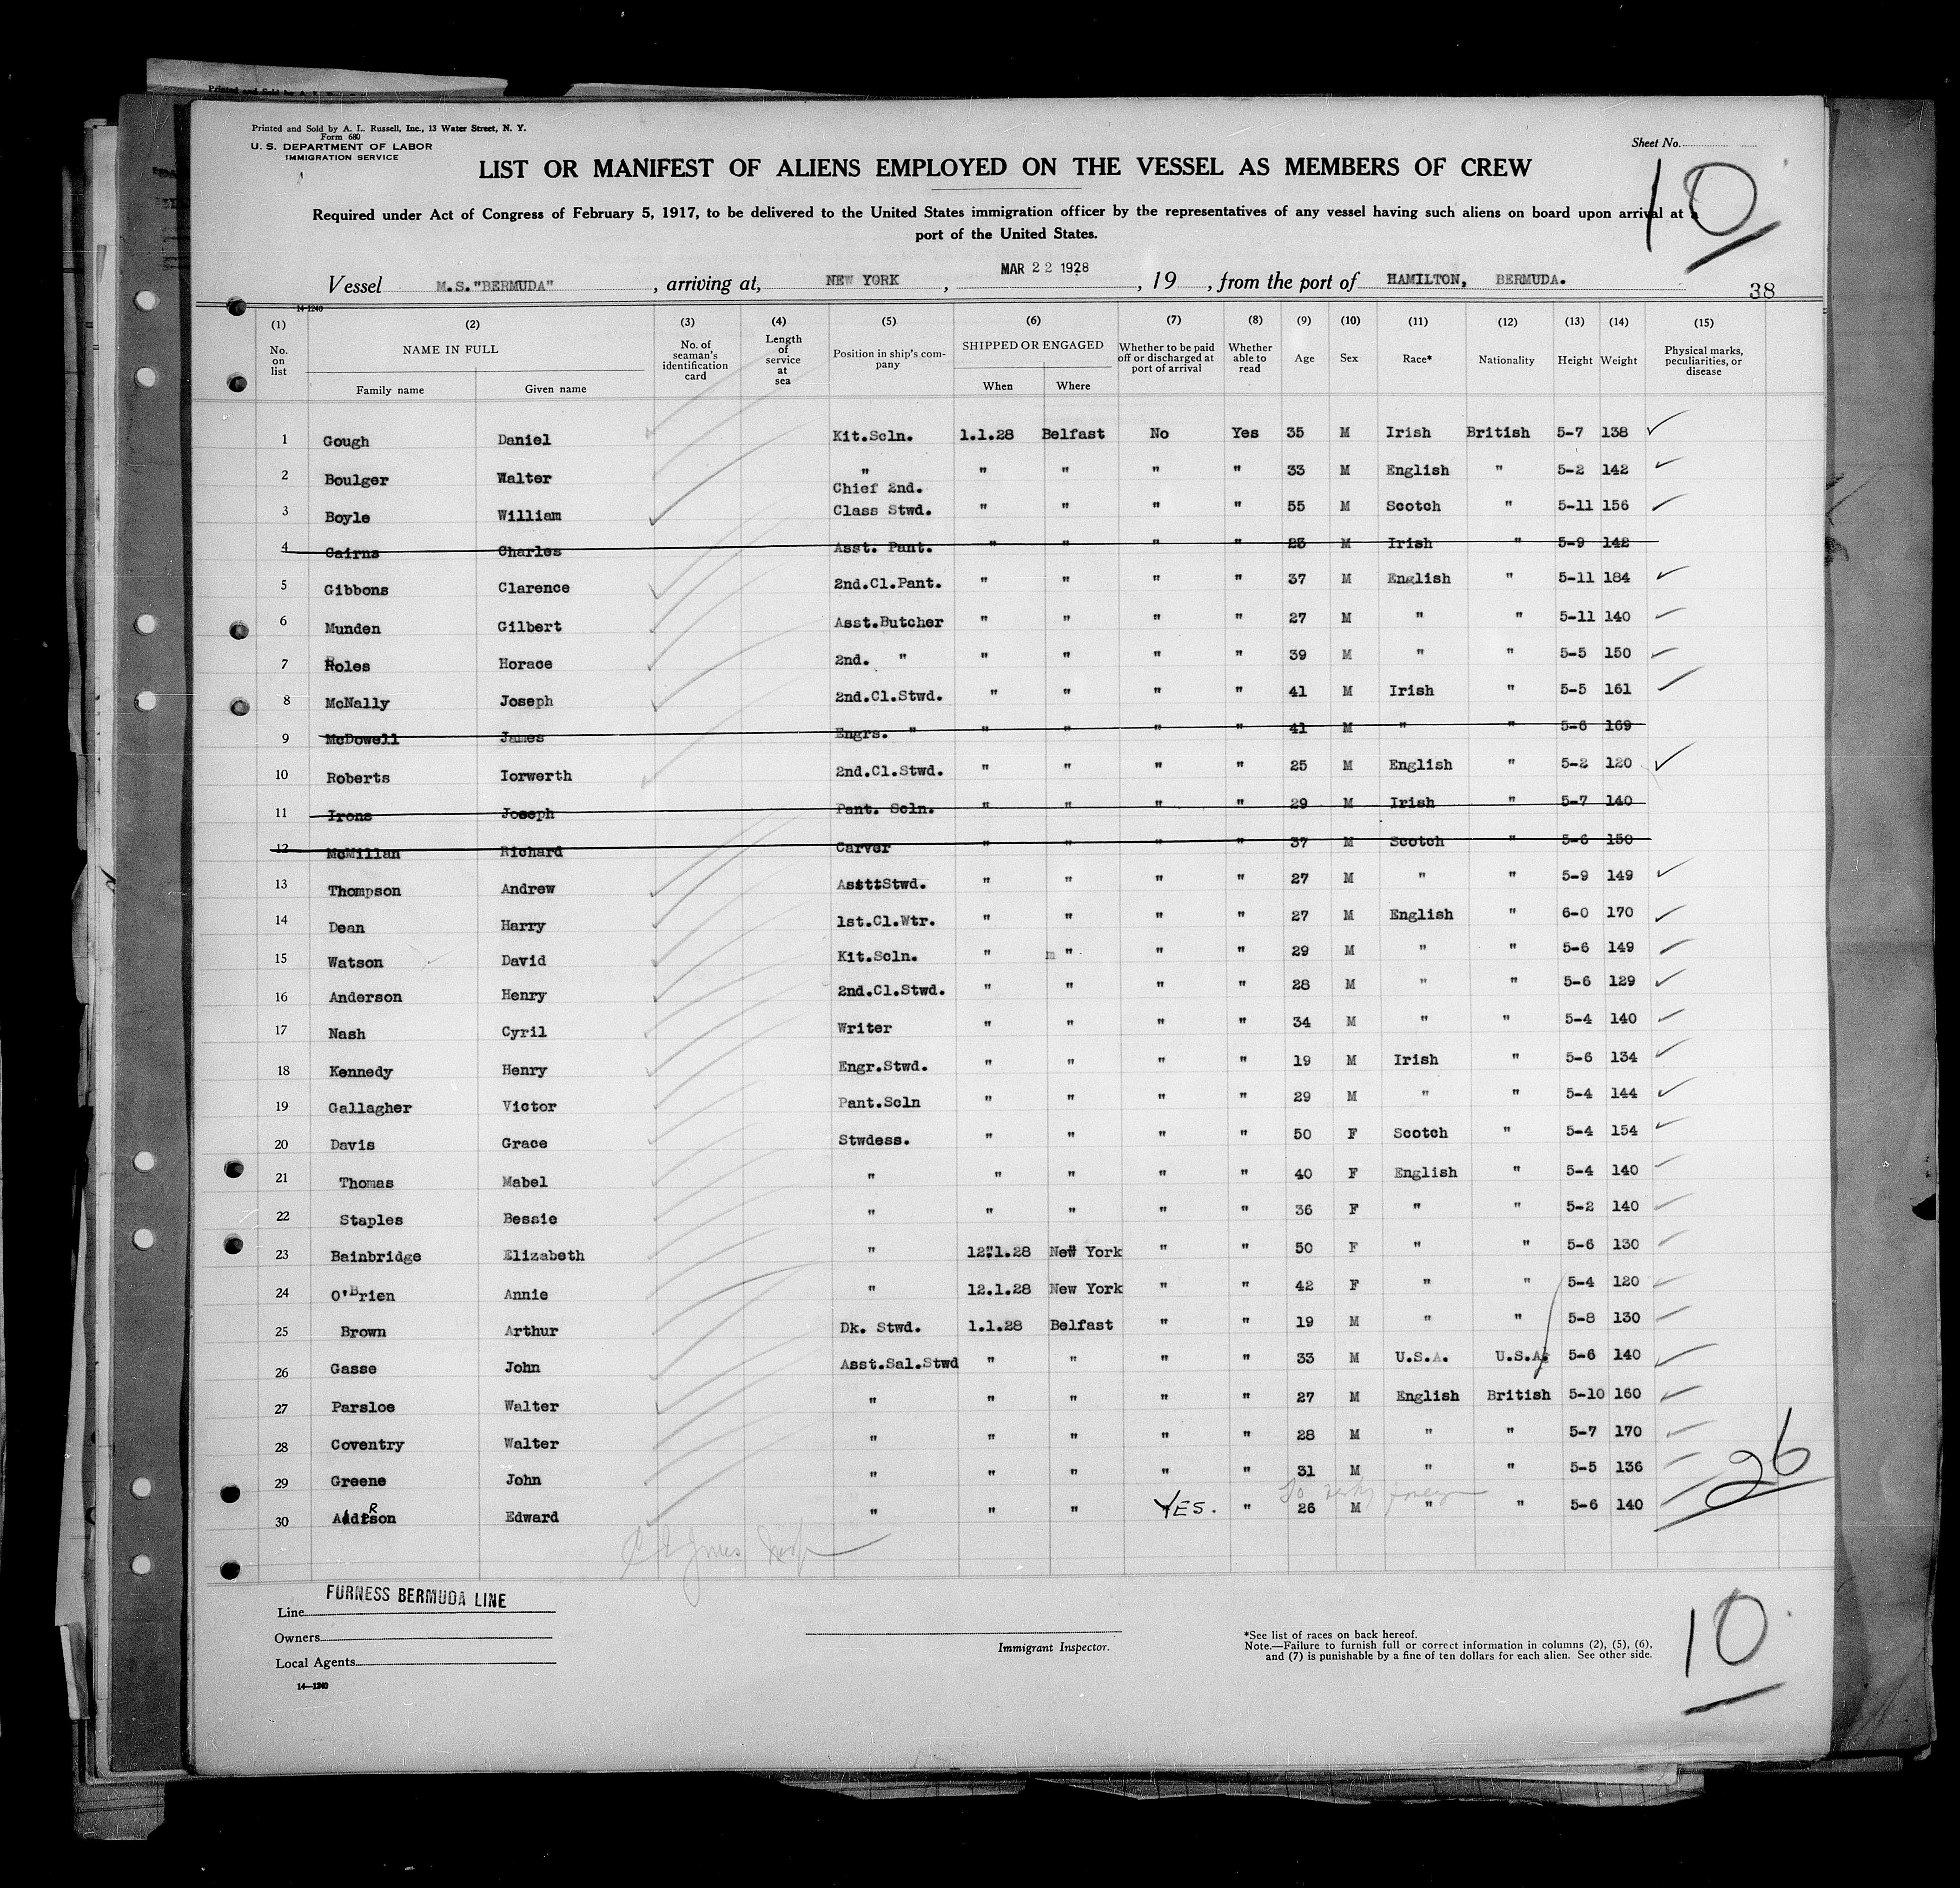 Printed and Sold by A. L. Russell, Inc., 13 Water Street, N. Y.
Form 680
U. S. DEPARTMENT OF LABOR
IMMIGRATION SERVICE
Sheet No.
10
LIST OR MANIFEST OF ALIENS EMPLOYED ON THE VESSEL AS MEMBERS OF CREW
Required under Act of Congress of February 5, 1917, to be delivered to the United States immigration officer by the representatives of any vessel having such aliens on board upon arrival at a
port of the United States.
Vessel M.S."BERMUDA" , arriving at, NEW YORK , MAR 22 1928 , 19 , from the port of HAMILTON, BERMUDA.
38
14-1240
(1) No. on list (2) NAME IN FULL Family name Given name (3) No. of seaman's identification card (4) Length of service at sea (5) Position in ship's company (6) SHIPPED OR ENGAGED When Where (7) Whether to be paid off or discharged at port of arrival (8) Whether able to read (9) Age (10) Sex (11) Race* (12) Nationality (13) Height (14) Weight (15) Physical marks, peculiarities, or disease
1 Gough Daniel Kit.Scln. 1.1.28 Belfast No Yes 35 M Irish British 5-7 138
2 Boulger Walter " " " " " 33 M English " 5-2 142
3 Boyle William Chief 2nd. Class Stwd. " " " " 55 M Scotch " 5-11 156
4 Cairns Charles Asst. Pant. " " " " 23 M Irish " 5-9 142
5 Gibbons Clarence 2nd.Cl.Pant. " " " " 37 M English " 5-11 184
6 Munden Gilbert Asst.Butcher " " " " 27 M " " 5-11 140
7 Roles Horace 2nd. " " " " " 39 M " " 5-5 150
8 McNally Joseph 2nd.Cl.Stwd. " " " " 41 M Irish " 5-5 161
9 McDowell James Engrs. " " " " " 41 M " " 5-6 169
10 Roberts Iorwerth 2nd.Cl.Stwd. " " " " 25 M English " 5-2 120
11 Irons Joseph Pant. Scln. " " " " 29 M Irish " 5-7 140
12 McMillan Richard Carver " " " " 37 M Scotch " 5-6 150
13 Thompson Andrew AssttStwd. " " " " 27 M " " 5-9 149
14 Dean Harry 1st.Cl.Wtr. " " " " 27 M English " 6-0 170
15 Watson David Kit.Scln. " m " " " 29 M " " 5-6 149
16 Anderson Henry 2nd.Cl.Stwd. " " " " 28 M " " 5-6 129
17 Nash Cyril Writer " " " " 34 M " " 5-4 140
18 Kennedy Henry Engr.Stwd. " " " " 19 M Irish " 5-6 134
19 Gallagher Victor Pant.Scln " " " " 29 M " " 5-4 144
20 Davis Grace Stwdess. " " " " 50 F Scotch " 5-4 154
21 Thomas Mabel " " " " " 40 F English " 5-4 140
22 Staples Bessie " " " " " 36 F " " 5-2 140
23 Bainbridge Elizabeth " 12.1.28 New York " " 50 F " " 5-6 130
24 O'Brien Annie " 12.1.28 New York " " 42 F " " 5-4 120
25 Brown Arthur Dk. Stwd. 1.1.28 Belfast " " 19 M " " 5-8 130
26 Gasse John Asst.Sal.Stwd " " " " 33 M U.S.A. U.S.A. 5-6 140
27 Parsloe Walter " " " " " 27 M English British 5-10 160
28 Coventry Walter " " " " " 28 M " " 5-7 170
29 Greene John " " " " " 31 M " " 5-5 136
30 Edward " " " YES. " 26 M " " 5-6 140
26
FURNESS BERMUDA LINE
Line
Owners
Local Agents
14—1240
Immigrant Inspector.
*See list of races on back hereof.
Note.—Failure to furnish full or correct information in columns (2), (5), (6),
and (7) is punishable by a fine of ten dollars for each alien. See other side.
10